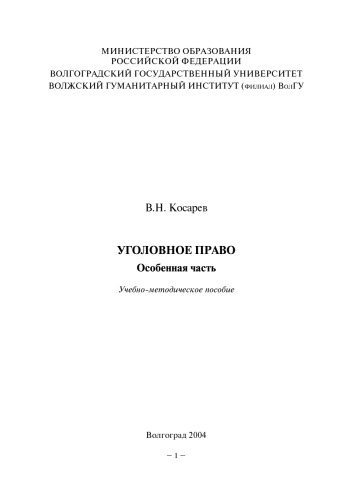 МИНИСТЕРСТВО ОБРАЗОВАНИЯ
РОССИЙСКОЙ ФЕДЕРАЦИИ
ВОЛГОГРАДСКИЙ ГОСУДАРСТВЕННЫЙ УНИВЕРСИТЕТ
ВОЛЖСКИЙ ГУМАНИТАРНЫЙ ИНСТИТУТ (ФИЛИАЛ) ВОЛГУ
В.Н. Косарев
УГОЛОВНОЕ ПРАВО
Особенная часть
Учебно-методическое пособие
Волгоград 2004
– 1 –